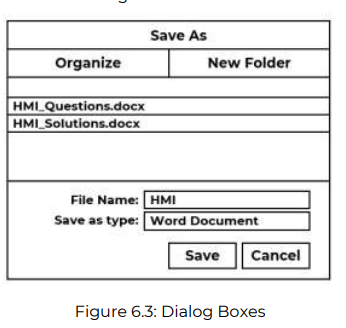 Save As
Organize New Folder
HMI_Questions.docx
HMI_Solutions.docx
File Name: HMI
Save as type: Word Document
Save Cancel
Figure 6.3: Dialog Boxes